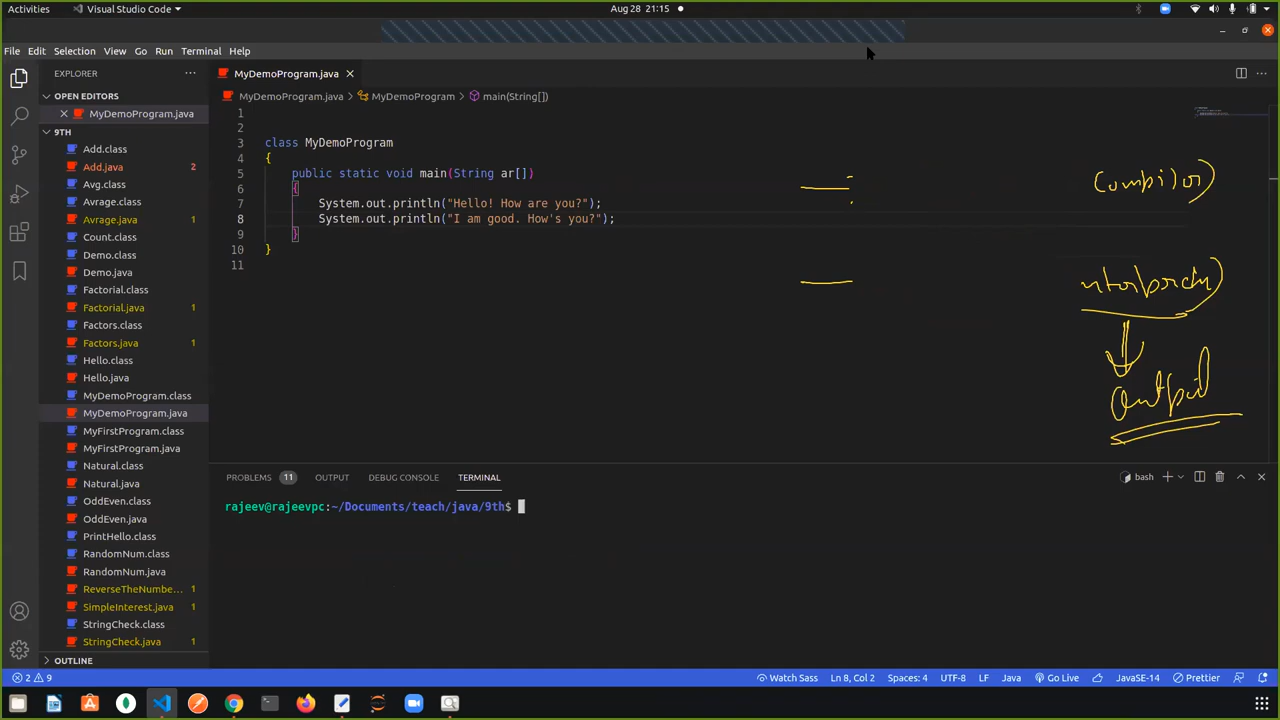 Activities
Visual Studio Code
Aug 28 21:15
File Edit Selection View Go Run Terminal Help
EXPLORER
MyDemoProgram.java
OPEN EDITORS
MyDemoProgram.java > MyDemoProgram > main(String[])
MyDemoProgram.java
9TH
Add.class
Add.java 2
Avg.class
Avrage.class
Avrage.java 1
Count.class
Demo.class
Demo.java
Factorial.class
Factorial.java 1
Factors.class
Factors.java 1
Hello.class
Hello.java
MyDemoProgram.class
MyDemoProgram.java
MyFirstProgram.class
MyFirstProgram.java
Natural.class
Natural.java
OddEven.class
OddEven.java
PrintHello.class
RandomNum.class
RandomNum.java
ReverseTheNumbe... 1
SimpleInterest.java 1
StringCheck.class
StringCheck.java 1
OUTLINE
1
2
3 class MyDemoProgram
4 {
5 public static void main(String ar[])
6 {
7 System.out.println("Hello! How are you?");
8 System.out.println("I am good. How's you?");
9 }
10 }
11
PROBLEMS 11 OUTPUT DEBUG CONSOLE TERMINAL
bash
rajeev@rajeevpc:~/Documents/teach/java/9th$
2 9
Watch Sass
Ln 8, Col 2
Spaces: 4
UTF-8
LF
Java
Go Live
JavaSE-14
Prettier